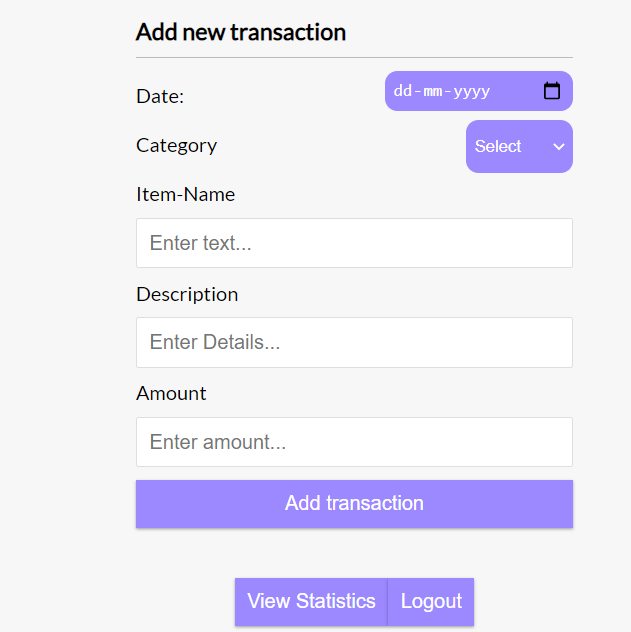 Add new transaction
Date: dd-mm-yyyy
Category Select
Item-Name
Enter text...
Description
Enter Details...
Amount
Enter amount...
Add transaction
View Statistics Logout